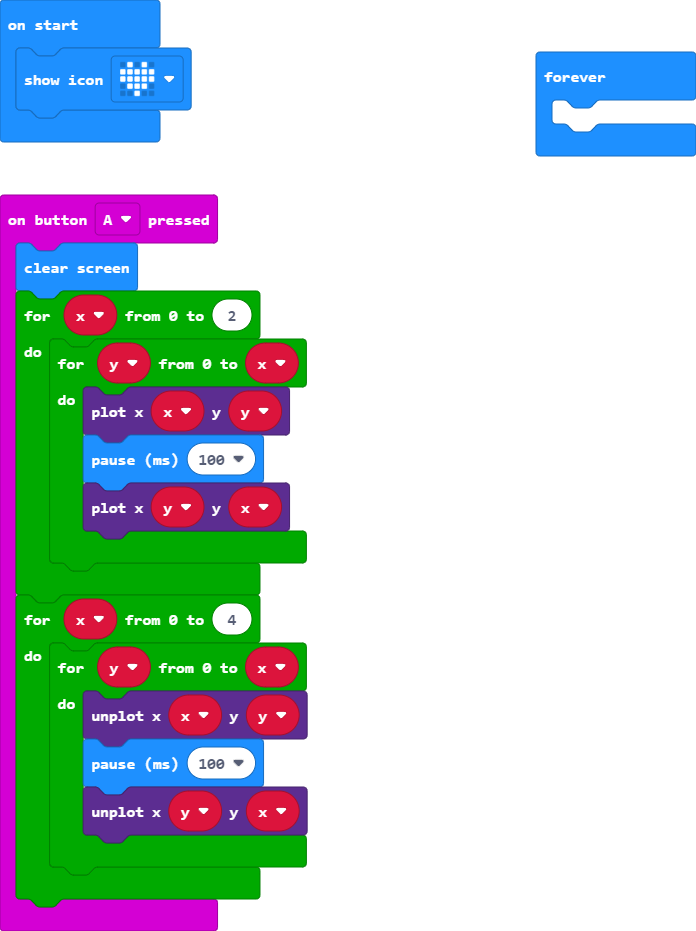 on start
show icon
forever
on button A pressed
clear screen
for x from 0 to 2
do
for y from 0 to x
do
plot x x y y
pause (ms) 100
plot x y y x
for x from 0 to 4
do
for y from 0 to x
do
unplot x x y y
pause (ms) 100
unplot x y y x